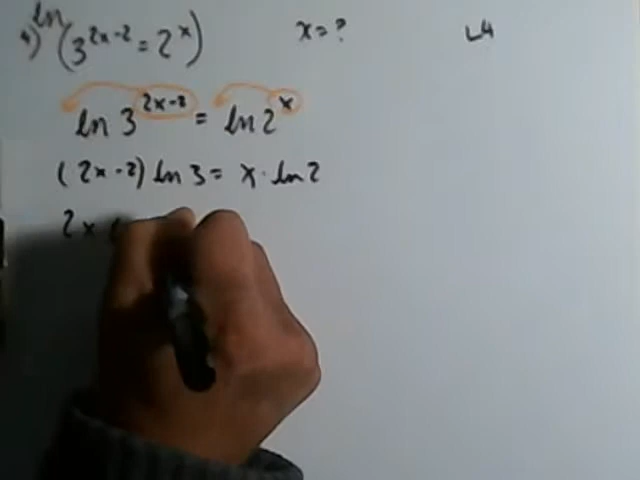 ln
4) (3^{2x-2} = 2^x) x = ? L4
ln 3^{2x-2} = ln 2^x
(2x-2) ln 3 = x · ln 2
2x